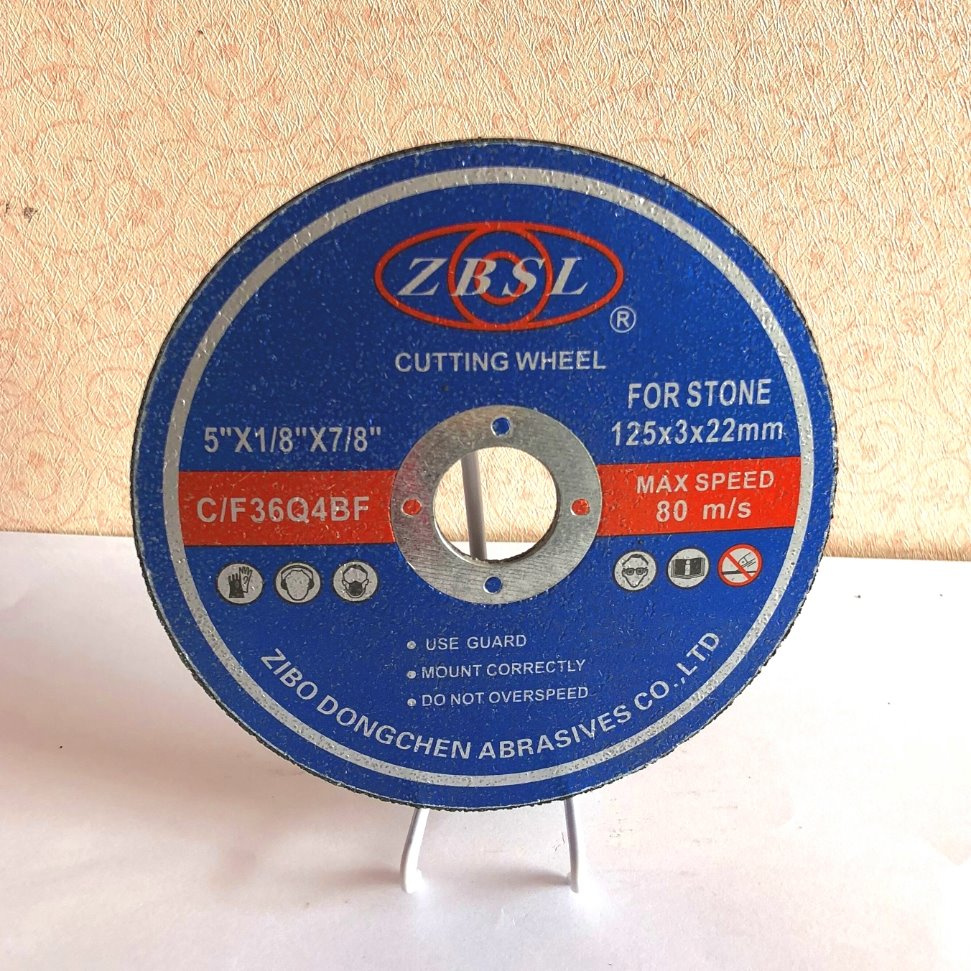 ZBSL
®
CUTTING WHEEL
FOR STONE
5"X1/8"X7/8"
125x3x22mm
C/F36Q4BF
MAX SPEED
80 m/s
• USE GUARD
• MOUNT CORRECTLY
• DO NOT OVERSPEED
ZIBO DONGCHEN ABRASIVES CO.,LTD